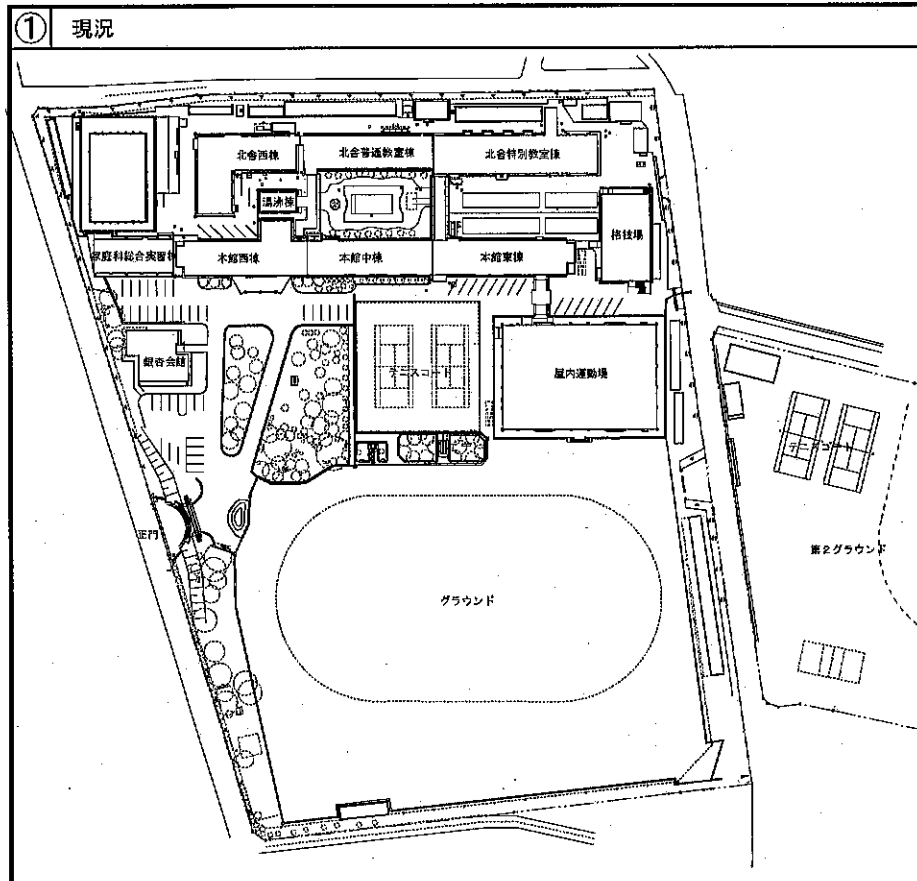 ① 現況
北舎西棟
北舎普通教室棟
北舎特別教室棟
湯沸棟
格技場
家庭科総合実習棟
本館西棟
本館中棟
本館東棟
銀杏会館
テニスコート
屋内運動場
テニスコート
正門
第2グラウンド
グラウンド